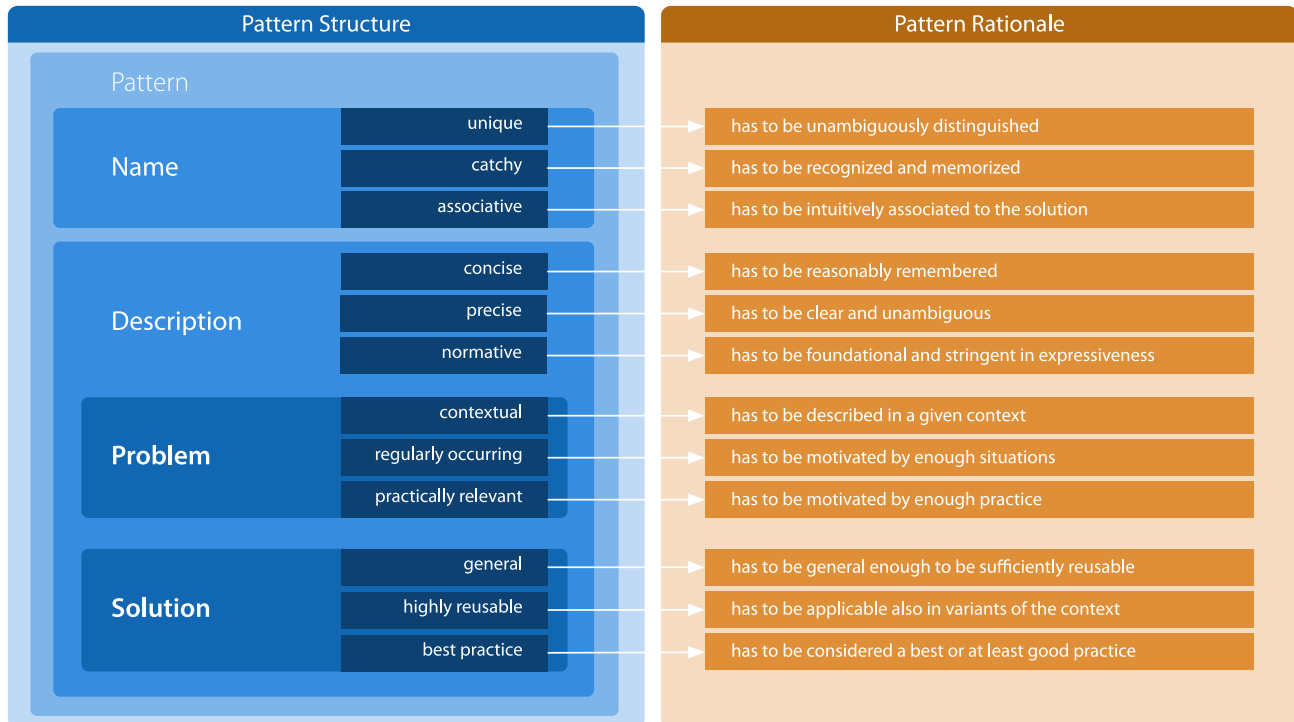 Pattern Structure
Pattern Rationale
Pattern
Name
unique
has to be unambiguously distinguished
catchy
has to be recognized and memorized
associative
has to be intuitively associated to the solution
Description
concise
has to be reasonably remembered
precise
has to be clear and unambiguous
normative
has to be foundational and stringent in expressiveness
Problem
contextual
has to be described in a given context
regularly occurring
has to be motivated by enough situations
practically relevant
has to be motivated by enough practice
Solution
general
has to be general enough to be sufficiently reusable
highly reusable
has to be applicable also in variants of the context
best practice
has to be considered a best or at least good practice